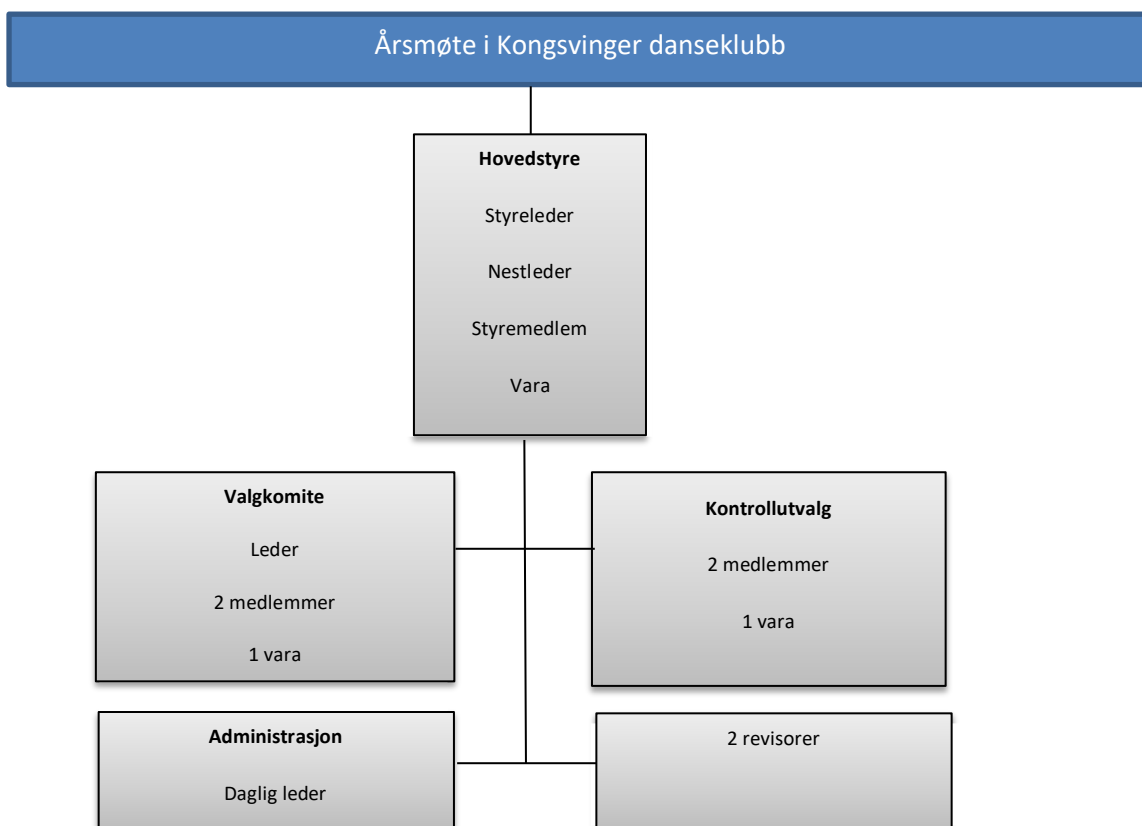 Årsmøte i Kongsvinger danseklubb
Hovedstyre
Styreleder
Nestleder
Styremedlem
Vara
Valgkomite
Leder
2 medlemmer
1 vara
Kontrollutvalg
2 medlemmer
1 vara
Administrasjon
Daglig leder
2 revisorer